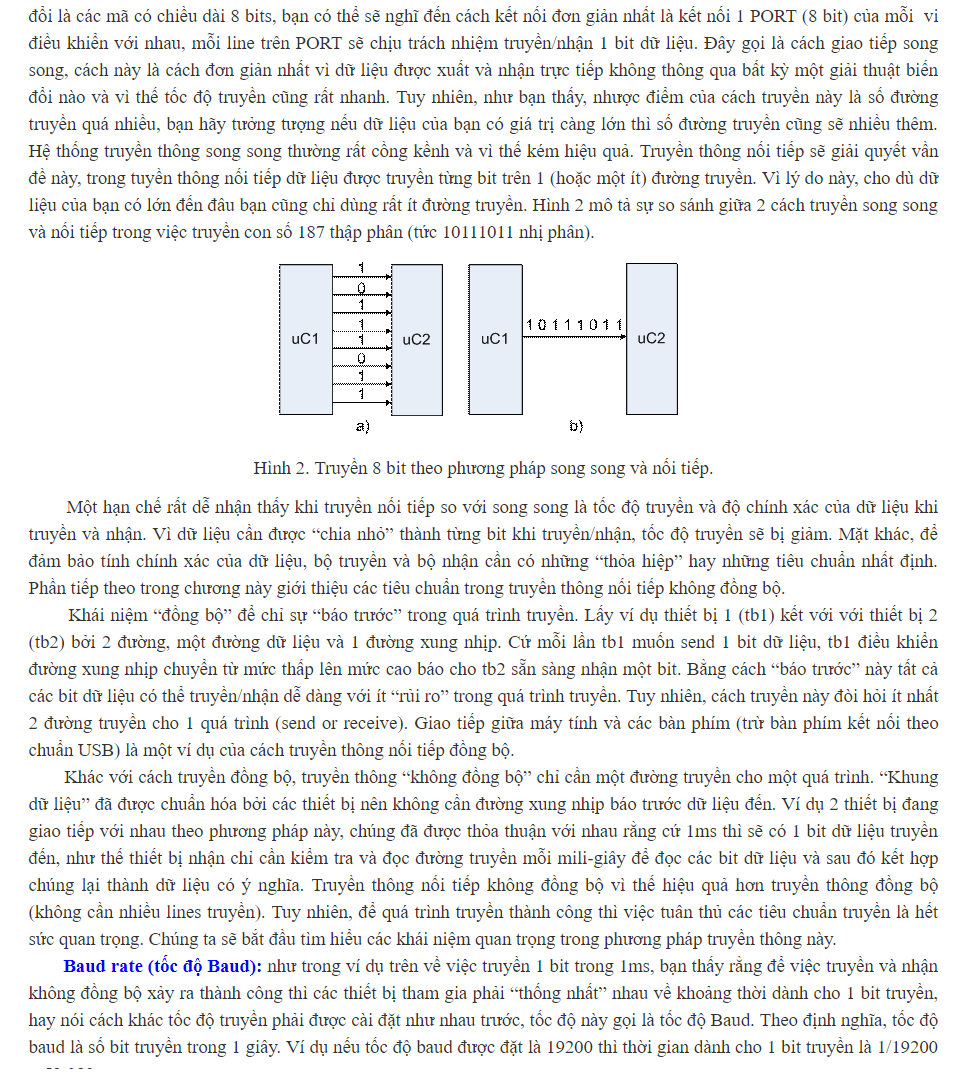 đổi là các mã có chiều dài 8 bits, bạn có thể sẽ nghĩ đến cách kết nối đơn giản nhất là kết nối 1 PORT (8 bit) của mỗi vi
điều khiển với nhau, mỗi line trên PORT sẽ chịu trách nhiệm truyền/nhận 1 bit dữ liệu. Đây gọi là cách giao tiếp song
song, cách này là cách đơn giản nhất vì dữ liệu được xuất và nhận trực tiếp không thông qua bất kỳ một giải thuật biến
đổi nào và vì thế tốc độ truyền cũng rất nhanh. Tuy nhiên, như bạn thấy, nhược điểm của cách truyền này là số đường
truyền quá nhiều, bạn hãy tưởng tượng nếu dữ liệu của bạn có giá trị càng lớn thì số đường truyền cũng sẽ nhiều thêm.
Hệ thống truyền thông song song thường rất cồng kềnh và vì thế kém hiệu quả. Truyền thông nối tiếp sẽ giải quyết vấn
đề này, trong tuyền thông nối tiếp dữ liệu được truyền từng bit trên 1 (hoặc một ít) đường truyền. Vì lý do này, cho dù dữ
liệu của bạn có lớn đến đâu bạn cũng chỉ dùng rất ít đường truyền. Hình 2 mô tả sự so sánh giữa 2 cách truyền song song
và nối tiếp trong việc truyền con số 187 thập phân (tức 10111011 nhị phân).
1
0
1
1
1
0
1
1
uC1
uC2
a)
uC1
1 0 1 1 1 0 1 1
uC2
b)
Hình 2. Truyền 8 bit theo phương pháp song song và nối tiếp.
Một hạn chế rất dễ nhận thấy khi truyền nối tiếp so với song song là tốc độ truyền và độ chính xác của dữ liệu khi
truyền và nhận. Vì dữ liệu cần được “chia nhỏ” thành từng bit khi truyền/nhận, tốc độ truyền sẽ bị giảm. Mặt khác, để
đảm bảo tính chính xác của dữ liệu, bộ truyền và bộ nhận cần có những “thỏa hiệp” hay những tiêu chuẩn nhất định.
Phần tiếp theo trong chương này giới thiệu các tiêu chuẩn trong truyền thông nối tiếp không đồng bộ.
Khái niệm “đồng bộ” để chỉ sự “báo trước” trong quá trình truyền. Lấy ví dụ thiết bị 1 (tb1) kết với với thiết bị 2
(tb2) bởi 2 đường, một đường dữ liệu và 1 đường xung nhịp. Cứ mỗi lần tb1 muốn send 1 bit dữ liệu, tb1 điều khiển
đường xung nhịp chuyển từ mức thấp lên mức cao báo cho tb2 sẵn sàng nhận một bit. Bằng cách “báo trước” này tất cả
các bit dữ liệu có thể truyền/nhận dễ dàng với ít “rủi ro” trong quá trình truyền. Tuy nhiên, cách truyền này đòi hỏi ít nhất
2 đường truyền cho 1 quá trình (send or receive). Giao tiếp giữa máy tính và các bàn phím (trừ bàn phím kết nối theo
chuẩn USB) là một ví dụ của cách truyền thông nối tiếp đồng bộ.
Khác với cách truyền đồng bộ, truyền thông “không đồng bộ” chỉ cần một đường truyền cho một quá trình. “Khung
dữ liệu” đã được chuẩn hóa bởi các thiết bị nên không cần đường xung nhịp báo trước dữ liệu đến. Ví dụ 2 thiết bị đang
giao tiếp với nhau theo phương pháp này, chúng đã được thỏa thuận với nhau rằng cứ 1ms thì sẽ có 1 bit dữ liệu truyền
đến, như thế thiết bị nhận chỉ cần kiểm tra và đọc đường truyền mỗi mili-giây để đọc các bit dữ liệu và sau đó kết hợp
chúng lại thành dữ liệu có ý nghĩa. Truyền thông nối tiếp không đồng bộ vì thế hiệu quả hơn truyền thông đồng bộ
(không cần nhiều lines truyền). Tuy nhiên, để quá trình truyền thành công thì việc tuân thủ các tiêu chuẩn truyền là hết
sức quan trọng. Chúng ta sẽ bắt đầu tìm hiểu các khái niệm quan trọng trong phương pháp truyền thông này.
Baud rate (tốc độ Baud): như trong ví dụ trên về việc truyền 1 bit trong 1ms, bạn thấy rằng để việc truyền và nhận
không đồng bộ xảy ra thành công thì các thiết bị tham gia phải “thống nhất” nhau về khoảng thời dành cho 1 bit truyền,
hay nói cách khác tốc độ truyền phải được cài đặt như nhau trước, tốc độ này gọi là tốc độ Baud. Theo định nghĩa, tốc độ
baud là số bit truyền trong 1 giây. Ví dụ nếu tốc độ baud được đặt là 19200 thì thời gian dành cho 1 bit truyền là 1/19200